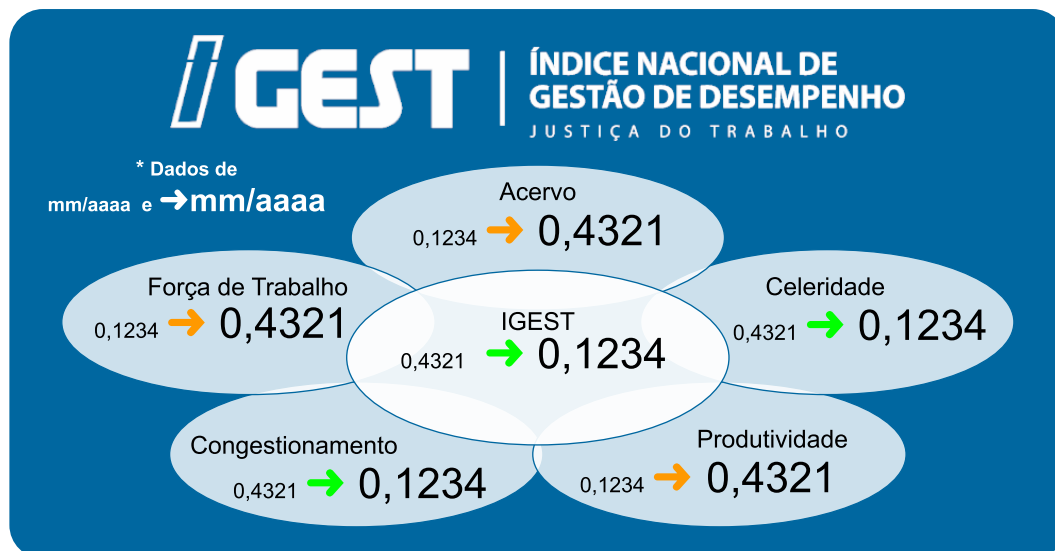 IGEST
ÍNDICE NACIONAL DE
GESTÃO DE DESEMPENHO
JUSTIÇA DO TRABALHO
* Dados de
mm/aaaa e ➔mm/aaaa
Acervo
0,1234 ➔ 0,4321
Força de Trabalho
0,1234 ➔ 0,4321
IGEST
0,4321 ➔ 0,1234
Celeridade
0,4321 ➔ 0,1234
Congestionamento
0,4321 ➔ 0,1234
Produtividade
0,1234 ➔ 0,4321